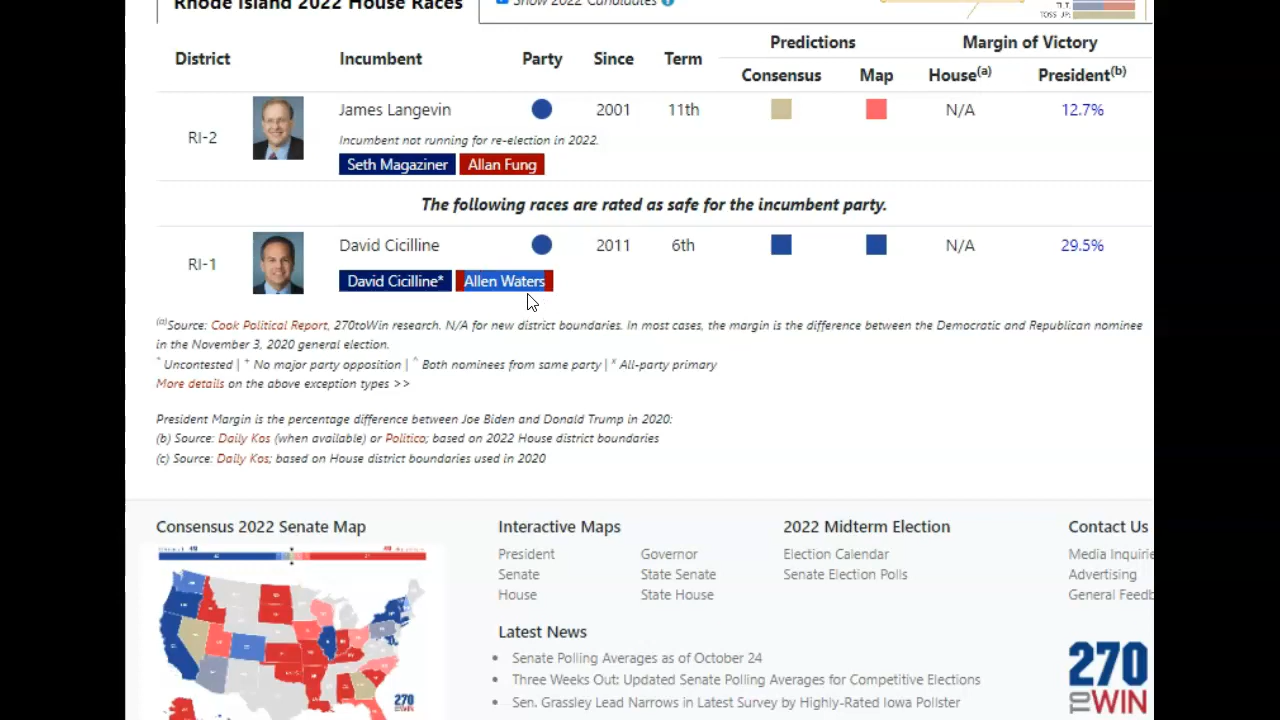 Rhode Island 2022 House Races
Show 2022 Candidates
TOSS UPS
Predictions Margin of Victory
District Incumbent Party Since Term Consensus Map House(a) President(b)
RI-2 James Langevin 2001 11th N/A 12.7%
Incumbent not running for re-election in 2022.
Seth Magaziner Allan Fung
The following races are rated as safe for the incumbent party.
RI-1 David Cicilline 2011 6th N/A 29.5%
David Cicilline* Allen Waters
(a)Source: Cook Political Report, 270toWin research. N/A for new district boundaries. In most cases, the margin is the difference between the Democratic and Republican nominee
in the November 3, 2020 general election.
* Uncontested | + No major party opposition | ^ Both nominees from same party | x All-party primary
More details on the above exception types >>
President Margin is the percentage difference between Joe Biden and Donald Trump in 2020:
(b) Source: Daily Kos (when available) or Politico; based on 2022 House district boundaries
(c) Source: Daily Kos; based on House district boundaries used in 2020
Consensus 2022 Senate Map
270
Interactive Maps
President Governor
Senate State Senate
House State House
2022 Midterm Election
Election Calendar
Senate Election Polls
Contact Us
Media Inquirie
Advertising
General Feedb
Latest News
• Senate Polling Averages as of October 24
• Three Weeks Out: Updated Senate Polling Averages for Competitive Elections
• Sen. Grassley Lead Narrows in Latest Survey by Highly-Rated Iowa Pollster
270
TO WIN